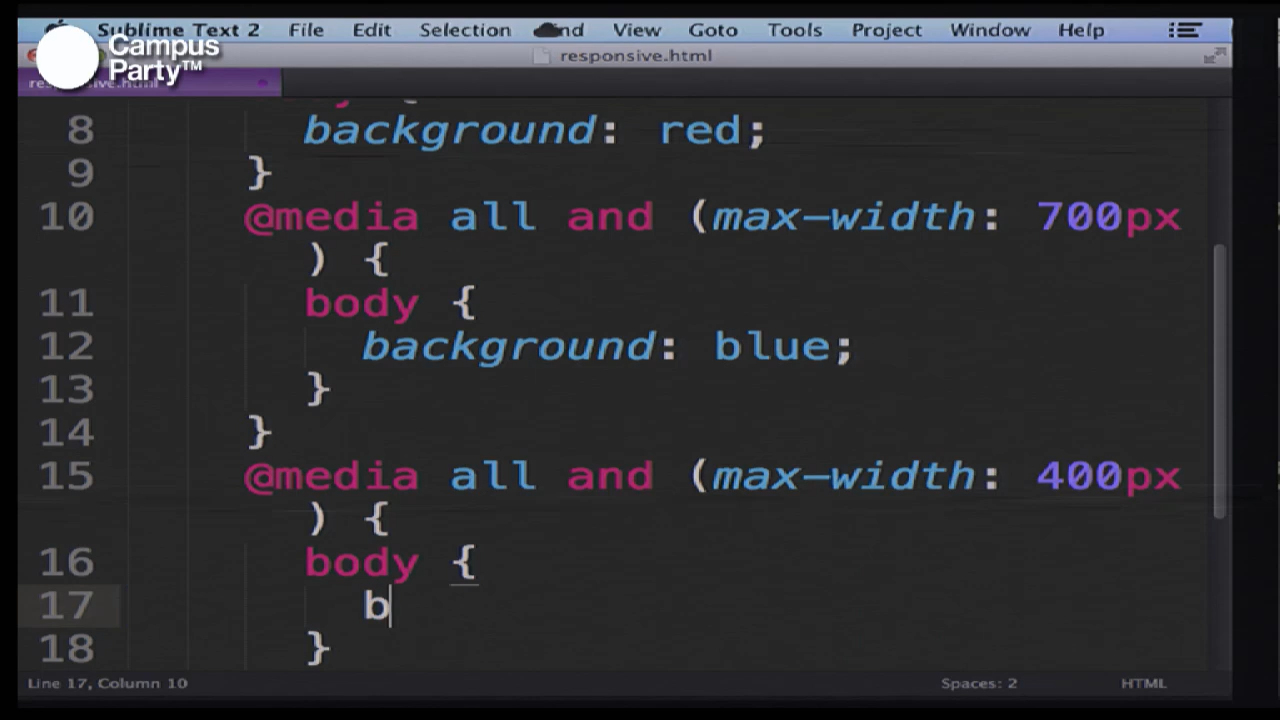 Sublime Text 2 File Edit Selection View Goto Tools Project Window Help
Campus
Party™
responsive.html
responsive.html
8 background: red;
9 }
10 @media all and (max-width: 700px
) {
11 body {
12 background: blue;
13 }
14 }
15 @media all and (max-width: 400px
) {
16 body {
17 b
18 }
Line 17, Column 10 Spaces: 2 HTML